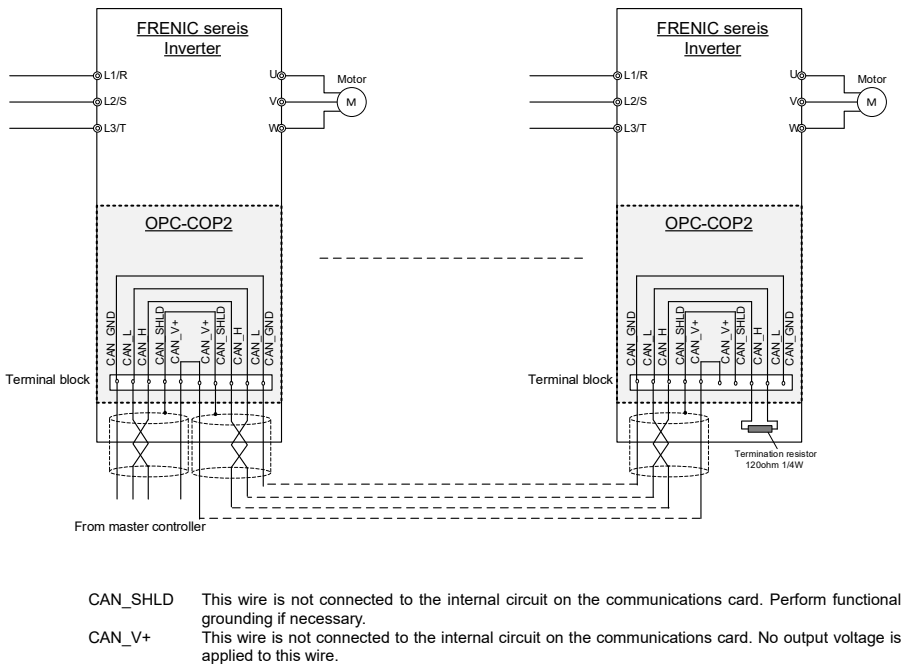 FRENIC sereis
Inverter
L1/R
L2/S
L3/T
U
V
W
Motor
M
OPC-COP2
CAN_GND
CAN_L
CAN_H
CAN_SHLD
CAN_V+
CAN_V+
CAN_SHLD
CAN_H
CAN_L
CAN_GND
Terminal block
From master controller
FRENIC sereis
Inverter
L1/R
L2/S
L3/T
U
V
W
Motor
M
OPC-COP2
CAN_GND
CAN_L
CAN_H
CAN_SHLD
CAN_V+
CAN_V+
CAN_SHLD
CAN_H
CAN_L
CAN_GND
Terminal block
Termination resistor
120ohm 1/4W
CAN_SHLD This wire is not connected to the internal circuit on the communications card. Perform functional
grounding if necessary.
CAN_V+ This wire is not connected to the internal circuit on the communications card. No output voltage is
applied to this wire.